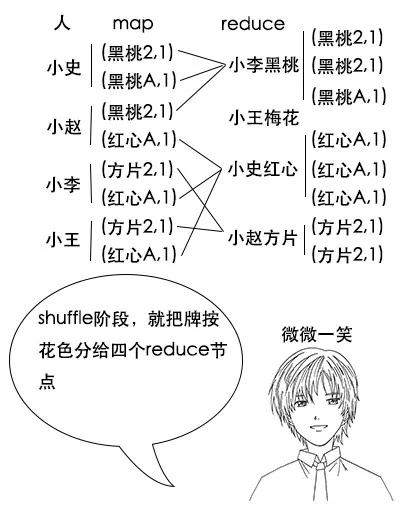 人 map reduce
小史 (黑桃2,1)
(黑桃A,1)
小赵 (黑桃2,1)
(红心A,1)
小李 (方片2,1)
(红心A,1)
小王 (方片2,1)
(红心A,1)
小李黑桃 (黑桃2,1)
(黑桃2,1)
(黑桃A,1)
小王梅花
小史红心 (红心A,1)
(红心A,1)
(红心A,1)
小赵方片 (方片2,1)
(方片2,1)
shuffle阶段，就把牌按
花色分给四个reduce节
点
微微一笑